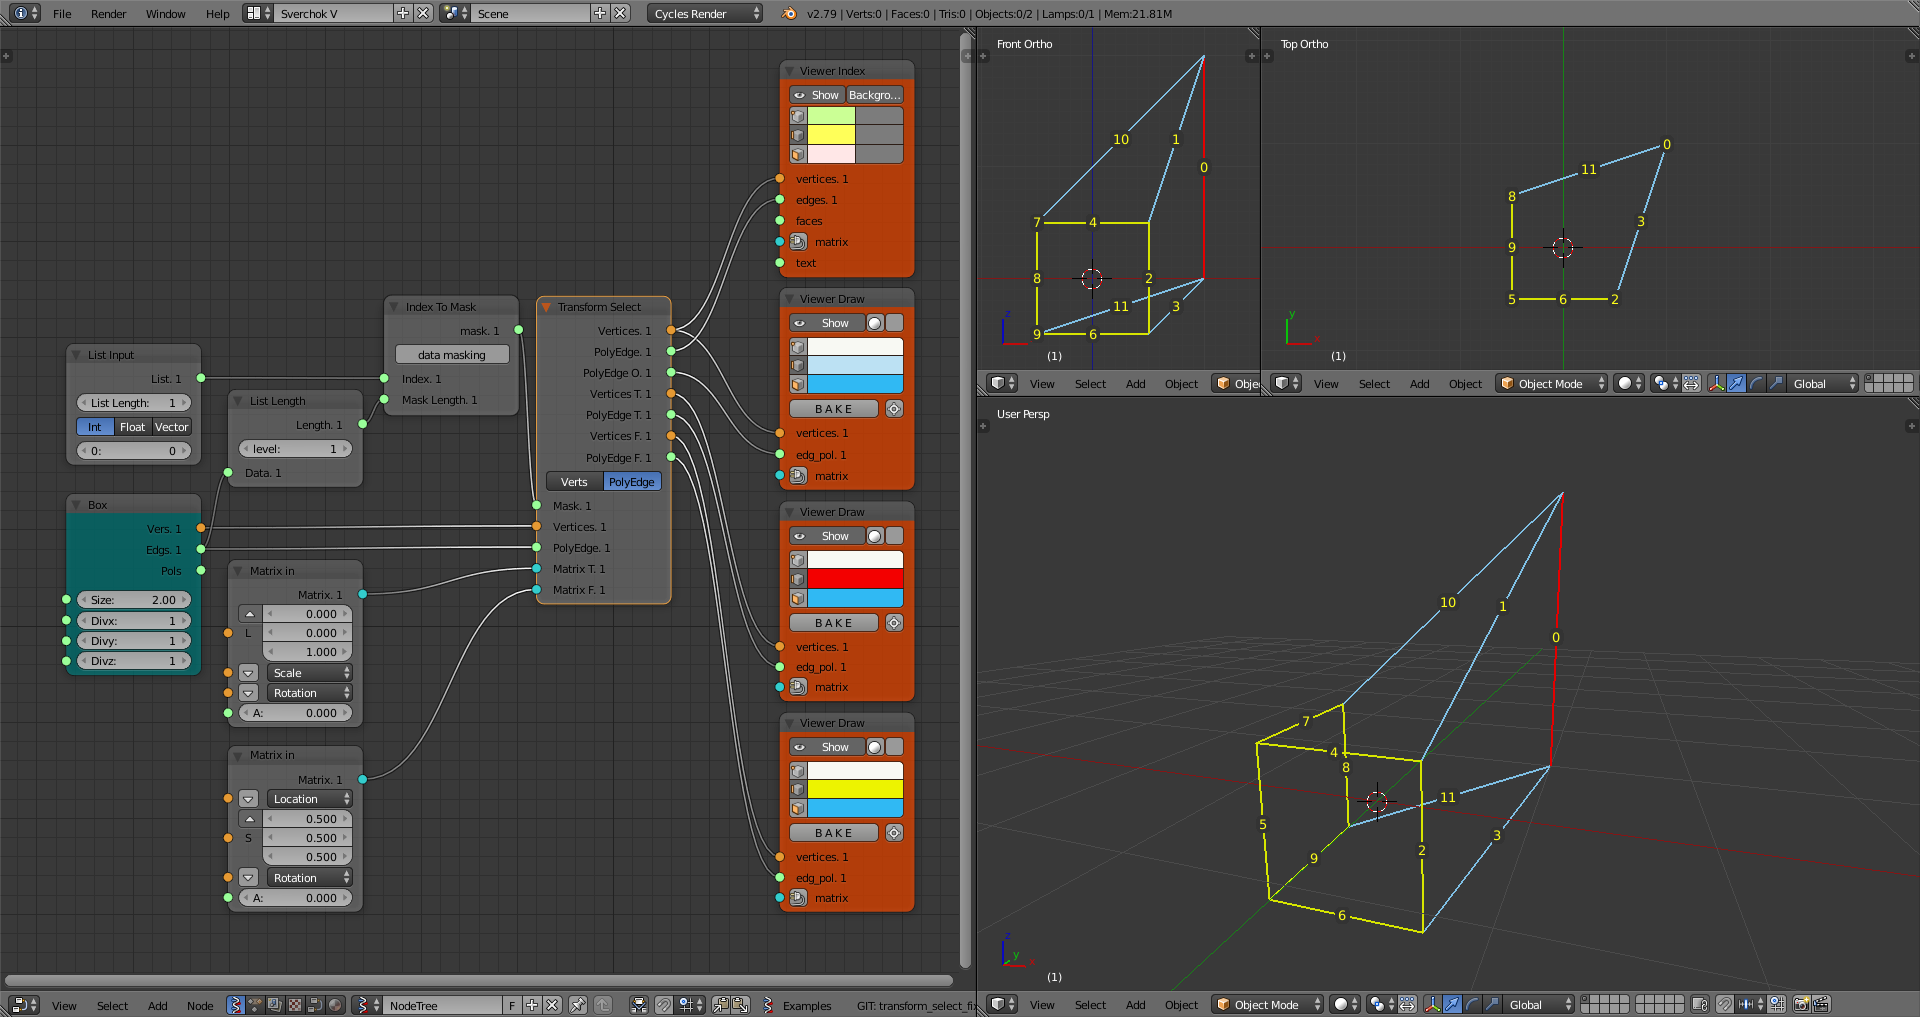 File Render Window Help Sverchok V Scene Cycles Render v2.79 | Verts:0 | Faces:0 | Tris:0 | Objects:0/2 | Lamps:0/1 | Mem:21.81M
Viewer Index
Show Backgro...
vertices. 1
edges. 1
faces
matrix
text
Viewer Draw
Show
BAKE
vertices. 1
edg_pol. 1
matrix
Viewer Draw
Show
BAKE
vertices. 1
edg_pol. 1
matrix
Viewer Draw
Show
BAKE
vertices. 1
edg_pol. 1
matrix
Index To Mask
mask. 1
data masking
Index. 1
Mask Length. 1
Transform Select
Vertices. 1
PolyEdge. 1
PolyEdge O. 1
Vertices T. 1
PolyEdge T. 1
Vertices F. 1
PolyEdge F. 1
Verts PolyEdge
Mask. 1
Vertices. 1
PolyEdge. 1
Matrix T. 1
Matrix F. 1
List Input
List. 1
List Length: 1
Int Float Vector
0: 0
List Length
Length. 1
level: 1
Data. 1
Box
Vers. 1
Edgs. 1
Pols
Size: 2.00
Divx: 1
Divy: 1
Divz: 1
Matrix in
Matrix. 1
0.000
L 0.000
1.000
Scale
Rotation
A: 0.000
Matrix in
Matrix. 1
Location
0.500
S 0.500
0.500
Rotation
A: 0.000
View Select Add Node NodeTree F Examples GIT: transform_select_fi
Front Ortho
10 1
0
7 4
8 2
11 3
9 6
z
(1)
View Select Add Object Obje
Top Ortho
0
11
8
3
9
5 6 2
y
x
(1)
View Select Add Object Object Mode Global
User Persp
10 1
0
7
4
8
11
5
3
2
9
6
z
y
x
(1)
View Select Add Object Object Mode Global